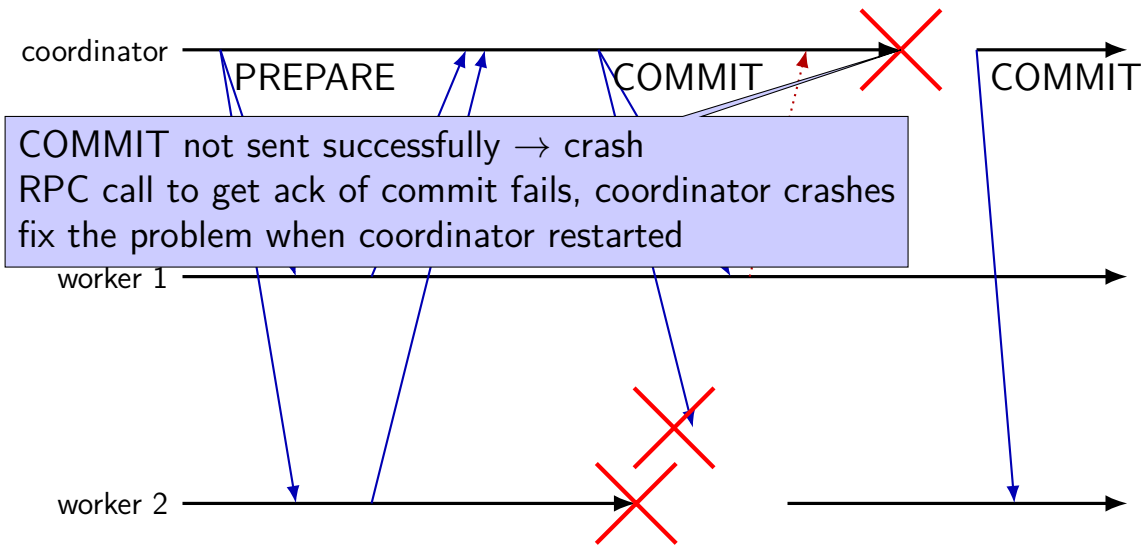 coordinator
PREPARE
COMMIT
COMMIT
COMMIT not sent successfully → crash
RPC call to get ack of commit fails, coordinator crashes
fix the problem when coordinator restarted
worker 1
worker 2